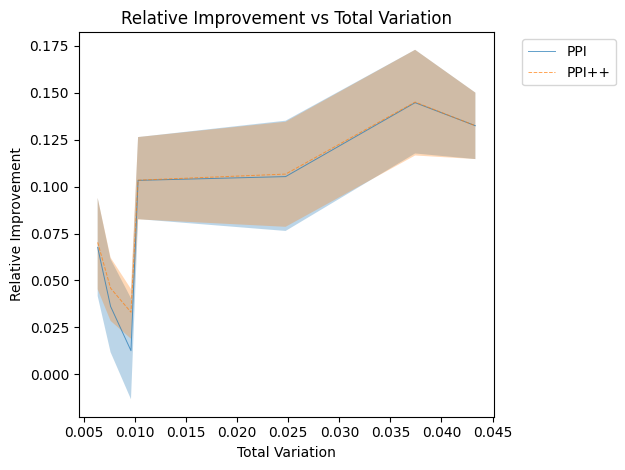 Relative Improvement vs Total Variation
PPI
PPI++
Relative Improvement
0.175
0.150
0.125
0.100
0.075
0.050
0.025
0.000
0.005 0.010 0.015 0.020 0.025 0.030 0.035 0.040 0.045
Total Variation